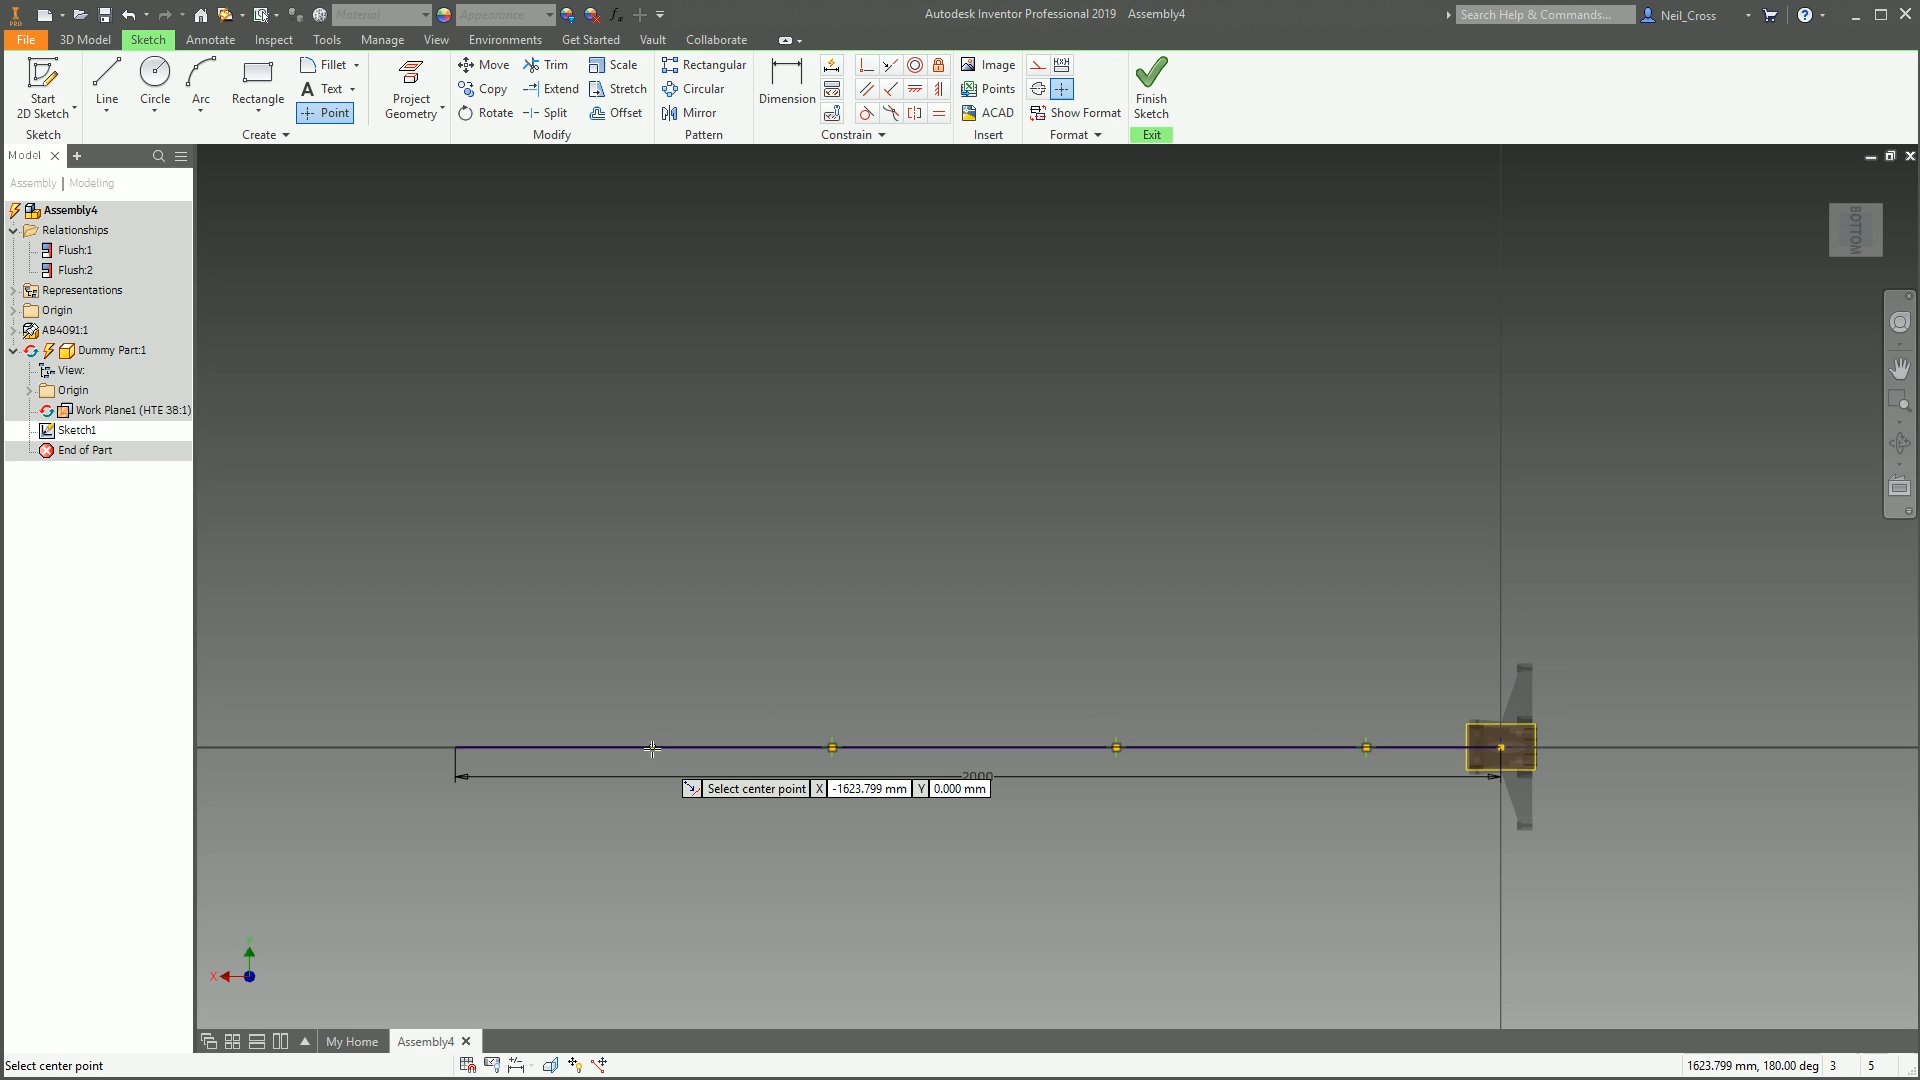 PRO
Material
Appearance
fx
Autodesk Inventor Professional 2019 Assembly4
Search Help & Commands...
Neil_Cross
File
3D Model
Sketch
Annotate
Inspect
Tools
Manage
View
Environments
Get Started
Vault
Collaborate
Start
2D Sketch
Line
Circle
Arc
Rectangle
Fillet
A Text
Point
Project
Geometry
Move
Copy
Rotate
Trim
Extend
Split
Scale
Stretch
Offset
Rectangular
Circular
Mirror
Dimension
Image
Points
ACAD
Show Format
Finish
Sketch
Sketch
Create
Modify
Pattern
Constrain
Insert
Format
Exit
Model
Assembly
Modeling
Assembly4
Relationships
Flush:1
Flush:2
Representations
Origin
AB4091:1
Dummy Part:1
View:
Origin
Work Plane1 (HTE 38:1)
Sketch1
End of Part
BOTTOM
2000
Select center point X -1623.799 mm Y 0.000 mm
X
My Home
Assembly4
Select center point
1623.799 mm, 180.00 deg 3 5